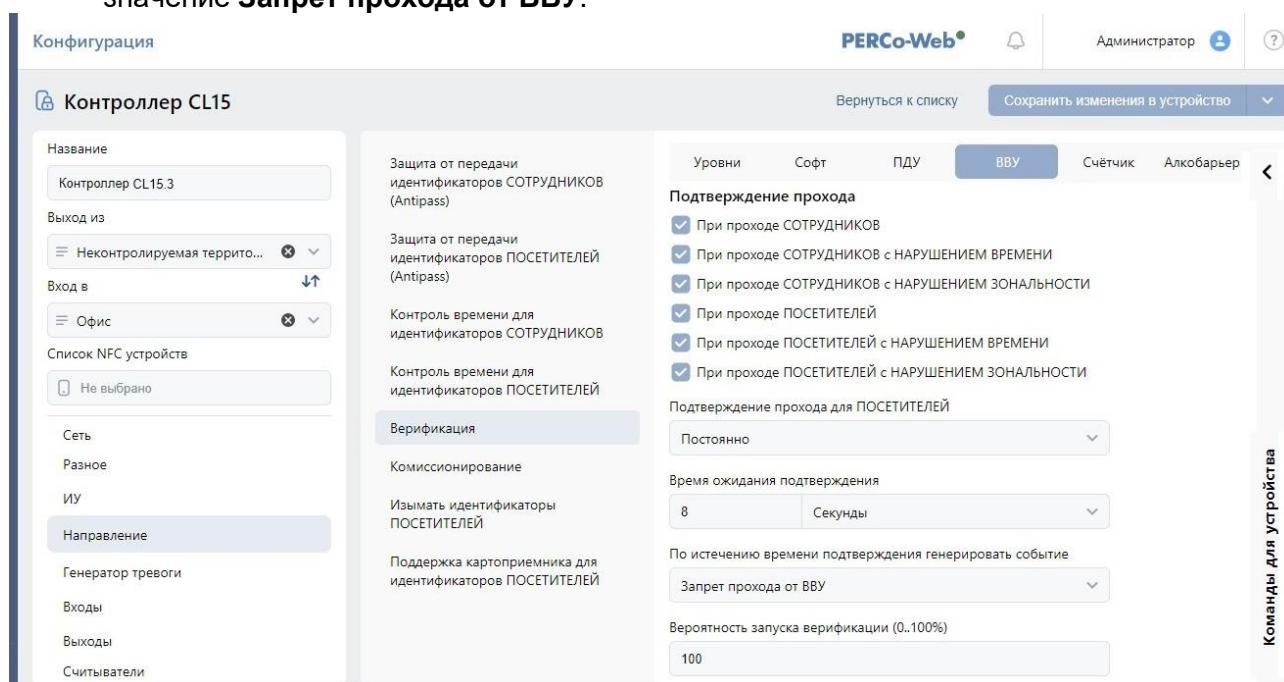 значение Запрет прохода от ВВУ.
Конфигурация
PERCo-Web
Администратор
?
Контроллер CL15
Вернуться к списку
Сохранить изменения в устройство
Название
Контроллер CL15.3
Выход из
Неконтролируемая террито...
Вход в
Офис
Список NFC устройств
Не выбрано
Сеть
Разное
ИУ
Направление
Генератор тревоги
Входы
Выходы
Считыватели
Защита от передачи
идентификаторов СОТРУДНИКОВ
(Antipass)
Защита от передачи
идентификаторов ПОСЕТИТЕЛЕЙ
(Antipass)
Контроль времени для
идентификаторов СОТРУДНИКОВ
Контроль времени для
идентификаторов ПОСЕТИТЕЛЕЙ
Верификация
Комиссионирование
Изымать идентификаторы
ПОСЕТИТЕЛЕЙ
Поддержка картоприемника для
идентификаторов ПОСЕТИТЕЛЕЙ
Уровни Софт ПДУ ВВУ Счётчик Алкобарьер
Подтверждение прохода
При проходе СОТРУДНИКОВ
При проходе СОТРУДНИКОВ с НАРУШЕНИЕМ ВРЕМЕНИ
При проходе СОТРУДНИКОВ с НАРУШЕНИЕМ ЗОНАЛЬНОСТИ
При проходе ПОСЕТИТЕЛЕЙ
При проходе ПОСЕТИТЕЛЕЙ с НАРУШЕНИЕМ ВРЕМЕНИ
При проходе ПОСЕТИТЕЛЕЙ с НАРУШЕНИЕМ ЗОНАЛЬНОСТИ
Подтверждение прохода для ПОСЕТИТЕЛЕЙ
Постоянно
Время ожидания подтверждения
8 Секунды
По истечению времени подтверждения генерировать событие
Запрет прохода от ВВУ
Вероятность запуска верификации (0..100%)
100
Команды для устройства